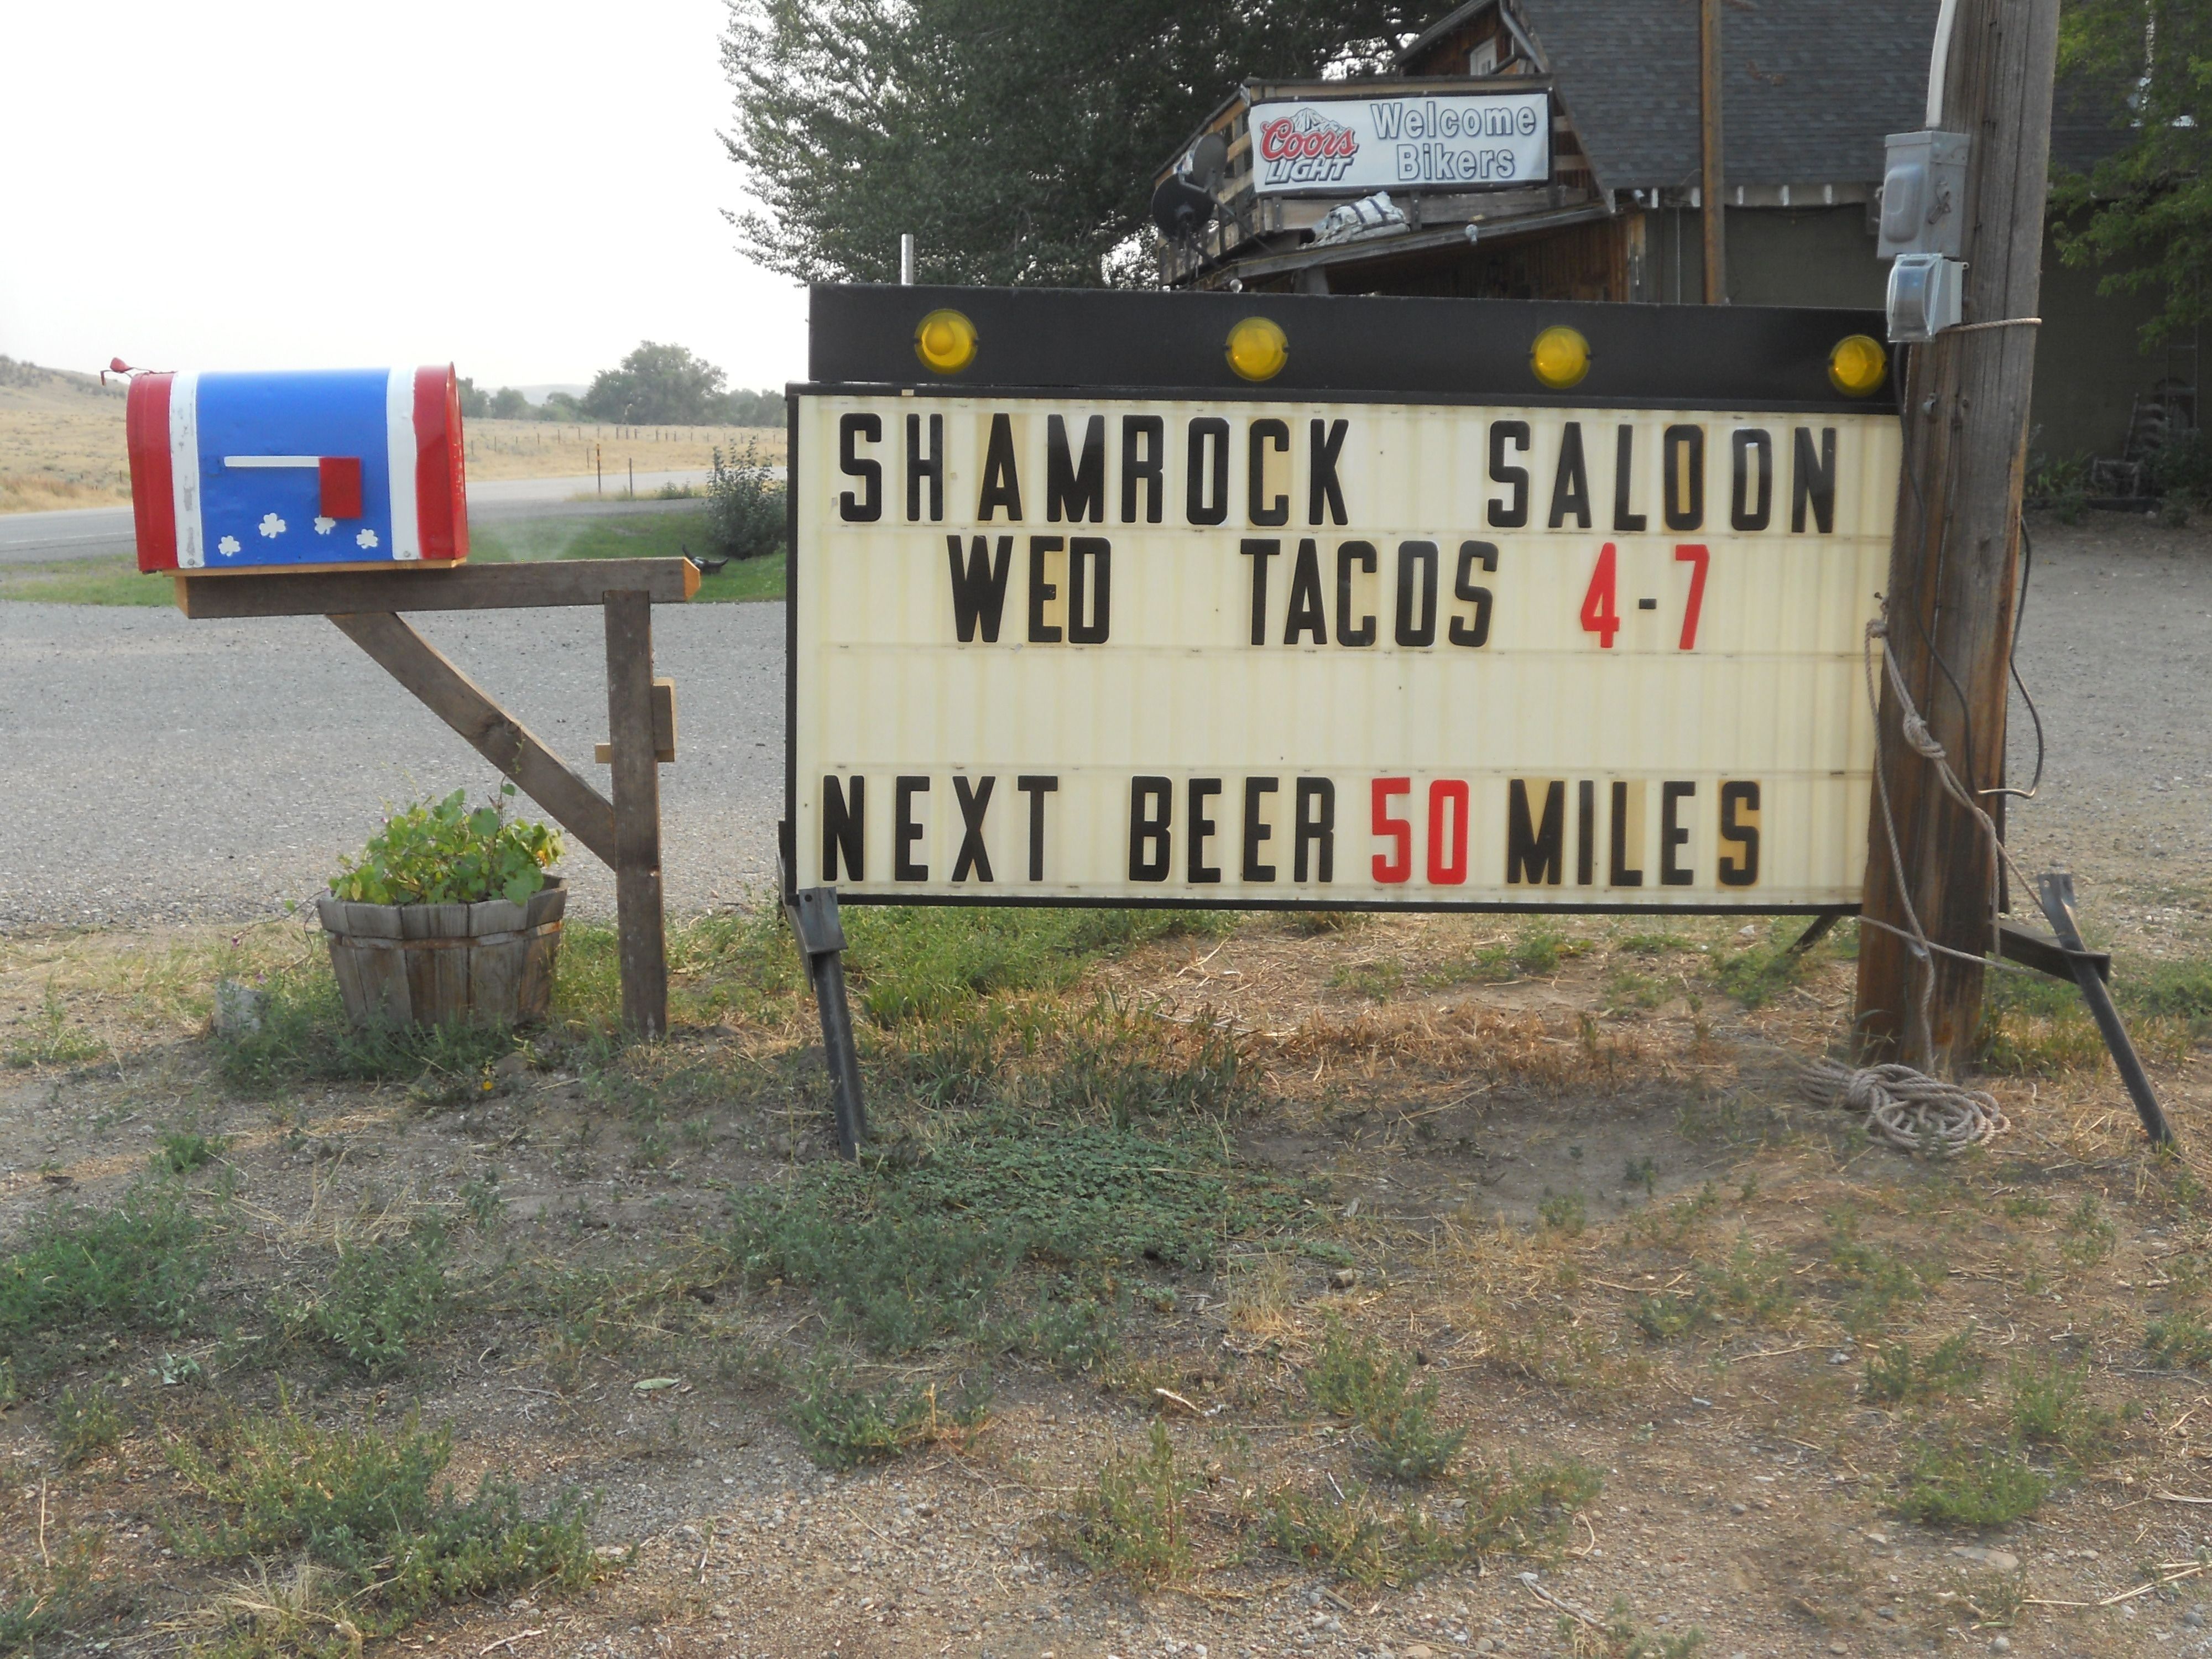 Coors LIGHT
Welcome
Bikers
SHAMROCK SALOON
WED TACOS 4-7
NEXT BEER 50 MILES